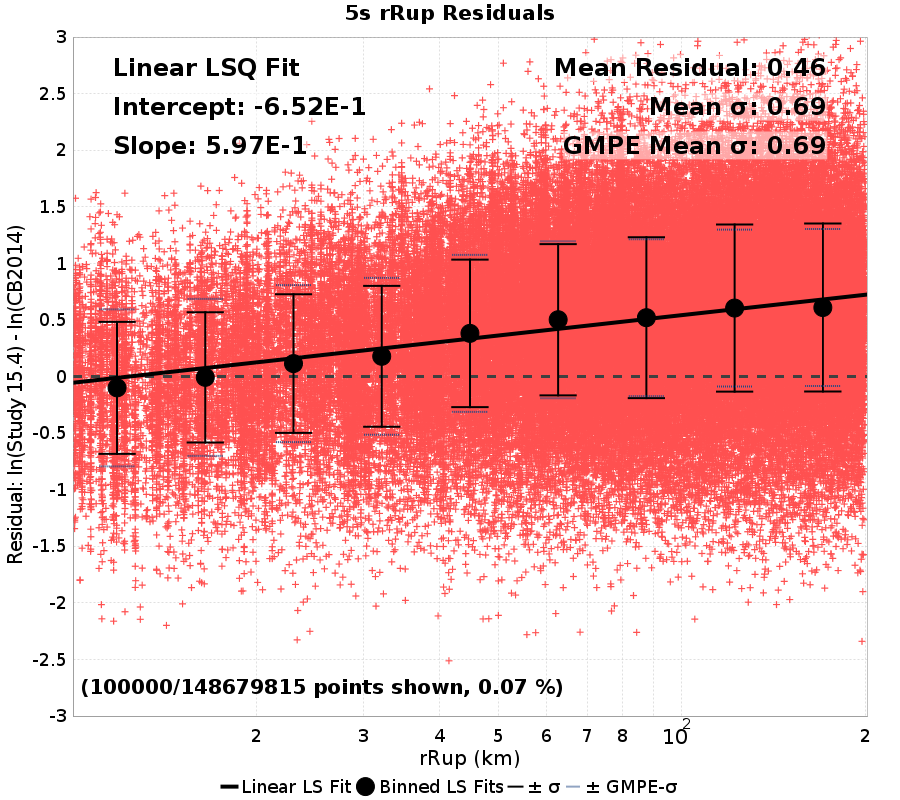 5s rRup Residuals
Linear LSQ Fit
Intercept: -6.52E-1
Slope: 5.97E-1
Mean Residual: 0.46
Mean σ: 0.69
GMPE Mean σ: 0.69
3
2.5
2
1.5
1
0.5
0
-0.5
-1
-1.5
-2
-2.5
-3
Residual: ln(Study 15.4) - ln(CB2014)
(100000/148679815 points shown, 0.07 %)
2 3 4 5 6 7 8 10² 2
rRup (km)
Linear LS Fit Binned LS Fits ± σ ± GMPE-σ